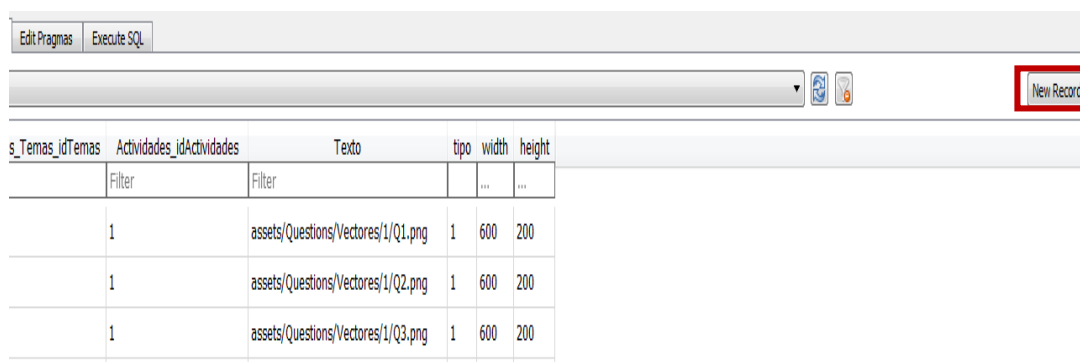 Edit Pragmas Execute SQL
New Record
s_Temas_idTemas Actividades_idActividades Texto tipo width height
Filter Filter ... ...
1 assets/Questions/Vectores/1/Q1.png 1 600 200
1 assets/Questions/Vectores/1/Q2.png 1 600 200
1 assets/Questions/Vectores/1/Q3.png 1 600 200